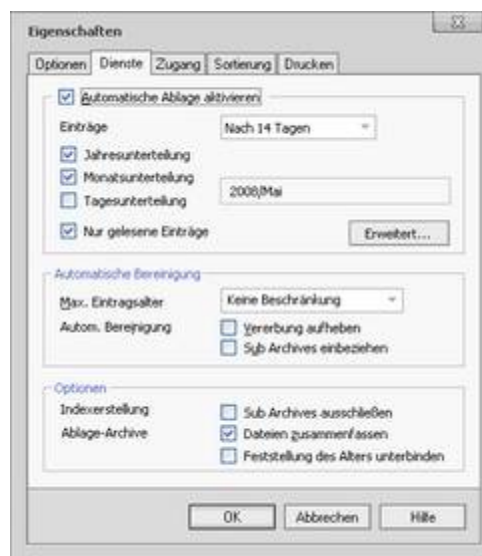 Eigenschaften
Optionen Dienste Zugang Sortierung Drucken
Automatische Ablage aktivieren
Einträge Nach 14 Tagen
Jahresunterteilung
Monatsunterteilung
Tagesunterteilung 2008/Mai
Nur gelesene Einträge Erweitert...
Automatische Bereinigung
Max. Eintragsalter Keine Beschränkung
Autom. Bereinigung Vererbung aufheben
Sub Archives einbeziehen
Optionen
Indexerstellung Sub Archives ausschließen
Ablage-Archive Dateien zusammenfassen
Feststellung des Alters unterbinden
OK Abbrechen Hilfe